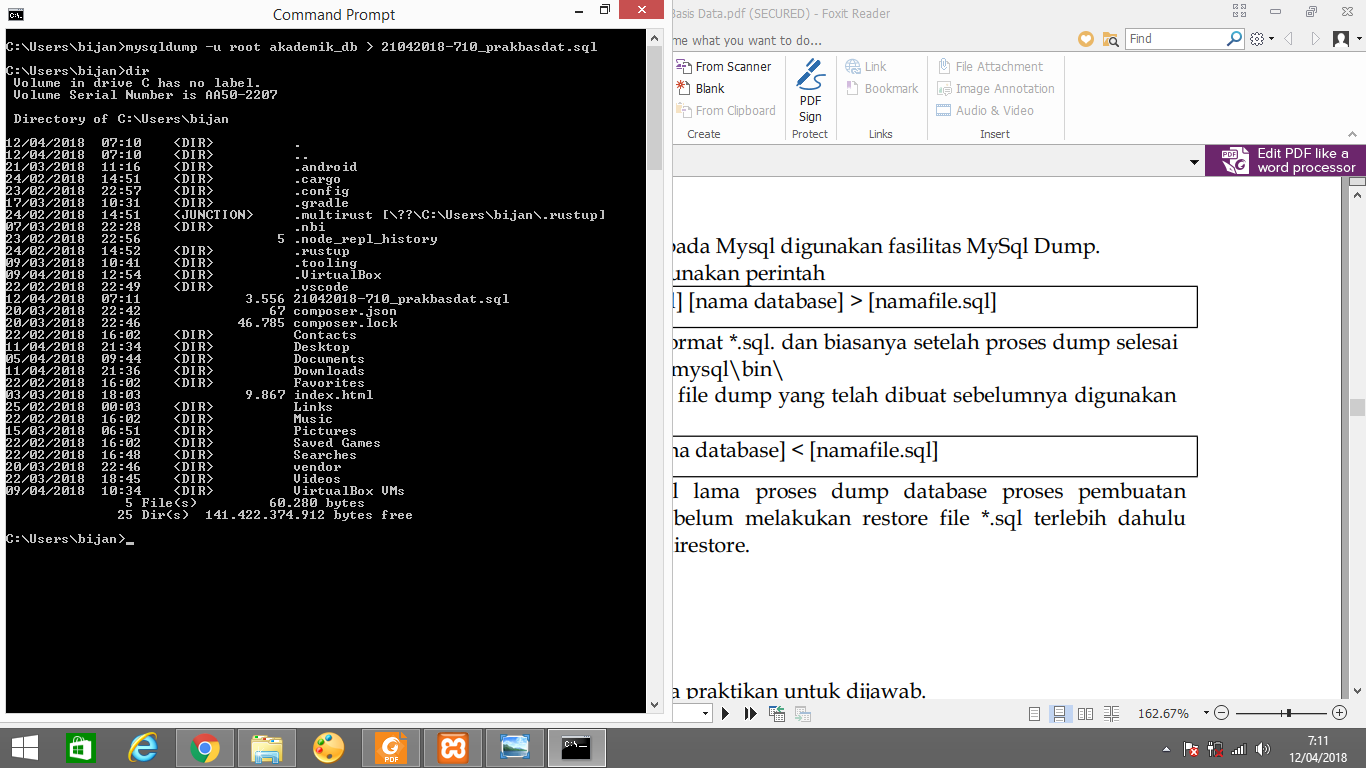 Command Prompt
C:\Users\bijan>mysqldump -u root akademik_db > 21042018-710_prakbasdat.sql
C:\Users\bijan>dir
 Volume in drive C has no label.
 Volume Serial Number is AA50-2207
 Directory of C:\Users\bijan
12/04/2018  07:10    <DIR>          .
12/04/2018  07:10    <DIR>          ..
21/03/2018  11:16    <DIR>          .android
24/02/2018  14:51    <DIR>          .cargo
23/02/2018  22:57    <DIR>          .config
17/03/2018  10:31    <DIR>          .gradle
24/02/2018  14:51    <JUNCTION>     .multirust [\??\C:\Users\bijan\.rustup]
07/03/2018  22:28    <DIR>          .nbi
23/02/2018  22:56                 5 .node_repl_history
24/02/2018  14:52    <DIR>          .rustup
09/03/2018  10:41    <DIR>          .tooling
09/04/2018  12:54    <DIR>          .VirtualBox
22/02/2018  22:49    <DIR>          .vscode
12/04/2018  07:11             3.556 21042018-710_prakbasdat.sql
20/03/2018  22:42                67 composer.json
20/03/2018  22:46            46.785 composer.lock
22/02/2018  16:02    <DIR>          Contacts
11/04/2018  21:34    <DIR>          Desktop
05/04/2018  09:44    <DIR>          Documents
11/04/2018  21:36    <DIR>          Downloads
22/02/2018  16:02    <DIR>          Favorites
03/03/2018  18:03             9.867 index.html
25/02/2018  00:03    <DIR>          Links
22/02/2018  16:02    <DIR>          Music
15/03/2018  06:51    <DIR>          Pictures
22/02/2018  16:02    <DIR>          Saved Games
22/02/2018  16:48    <DIR>          Searches
20/03/2018  22:46    <DIR>          vendor
22/03/2018  18:45    <DIR>          Videos
09/04/2018  10:34    <DIR>          VirtualBox VMs
               5 File(s)         60.280 bytes
              25 Dir(s)  141.422.374.912 bytes free
C:\Users\bijan>_
Basis Data.pdf (SECURED) - Foxit Reader
me what you want to do...
Find
From Scanner
Blank
From Clipboard
Create
PDF
Sign
Protect
Link
Bookmark
Links
File Attachment
Image Annotation
Audio & Video
Insert
Edit PDF like a
word processor
pada Mysql digunakan fasilitas MySql Dump.
unakan perintah
l] [nama database] > [namafile.sql]
ormat *.sql. dan biasanya setelah proses dump selesai
mysql\bin\
file dump yang telah dibuat sebelumnya digunakan
na database] < [namafile.sql]
l lama proses dump database proses pembuatan
belum melakukan restore file *.sql terlebih dahulu
irestore.
a praktikan untuk dijawab.
162.67%
7:11
12/04/2018